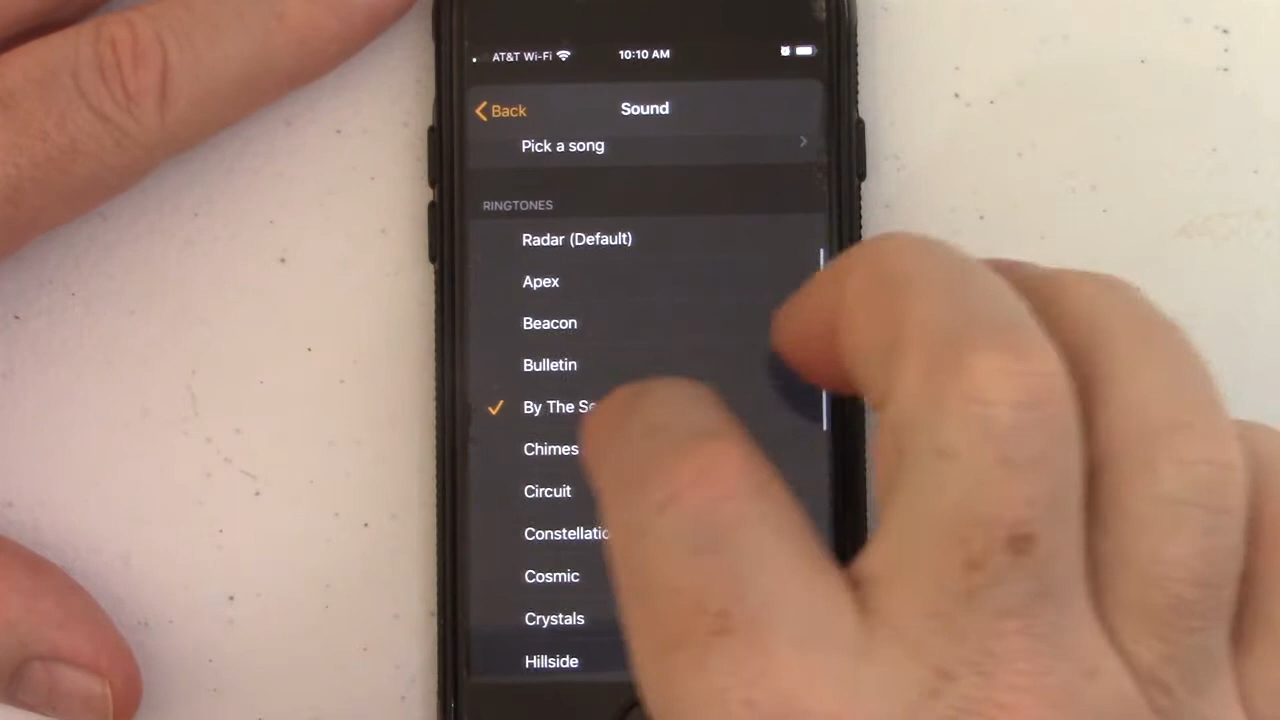 AT&T Wi-Fi 10:10 AM
Back Sound
Pick a song
RINGTONES
Radar (Default)
Apex
Beacon
Bulletin
By The Se
Chimes
Circuit
Constellatio
Cosmic
Crystals
Hillside